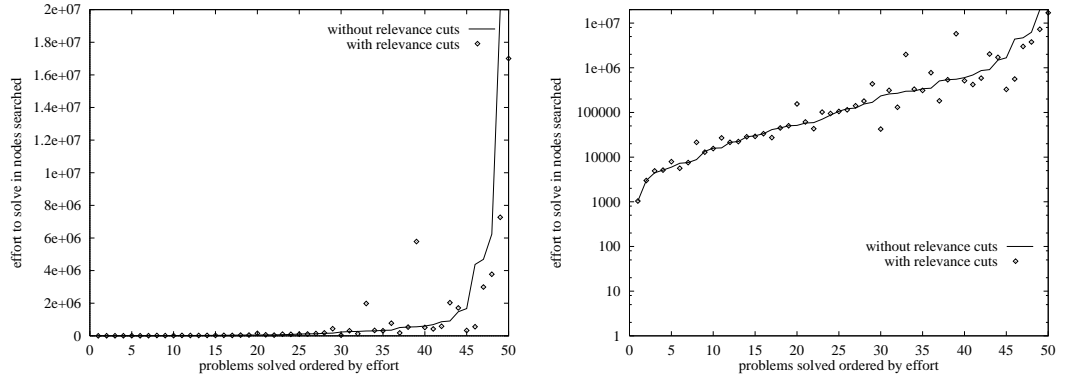 2e+07
1.8e+07
1.6e+07
1.4e+07
1.2e+07
1e+07
8e+06
6e+06
4e+06
2e+06
0
0 5 10 15 20 25 30 35 40 45 50
effort to solve in nodes searched
problems solved ordered by effort
without relevance cuts
with relevance cuts
1e+07
1e+06
100000
10000
1000
100
10
1
0 5 10 15 20 25 30 35 40 45 50
effort to solve in nodes searched
problems solved ordered by effort
without relevance cuts
with relevance cuts